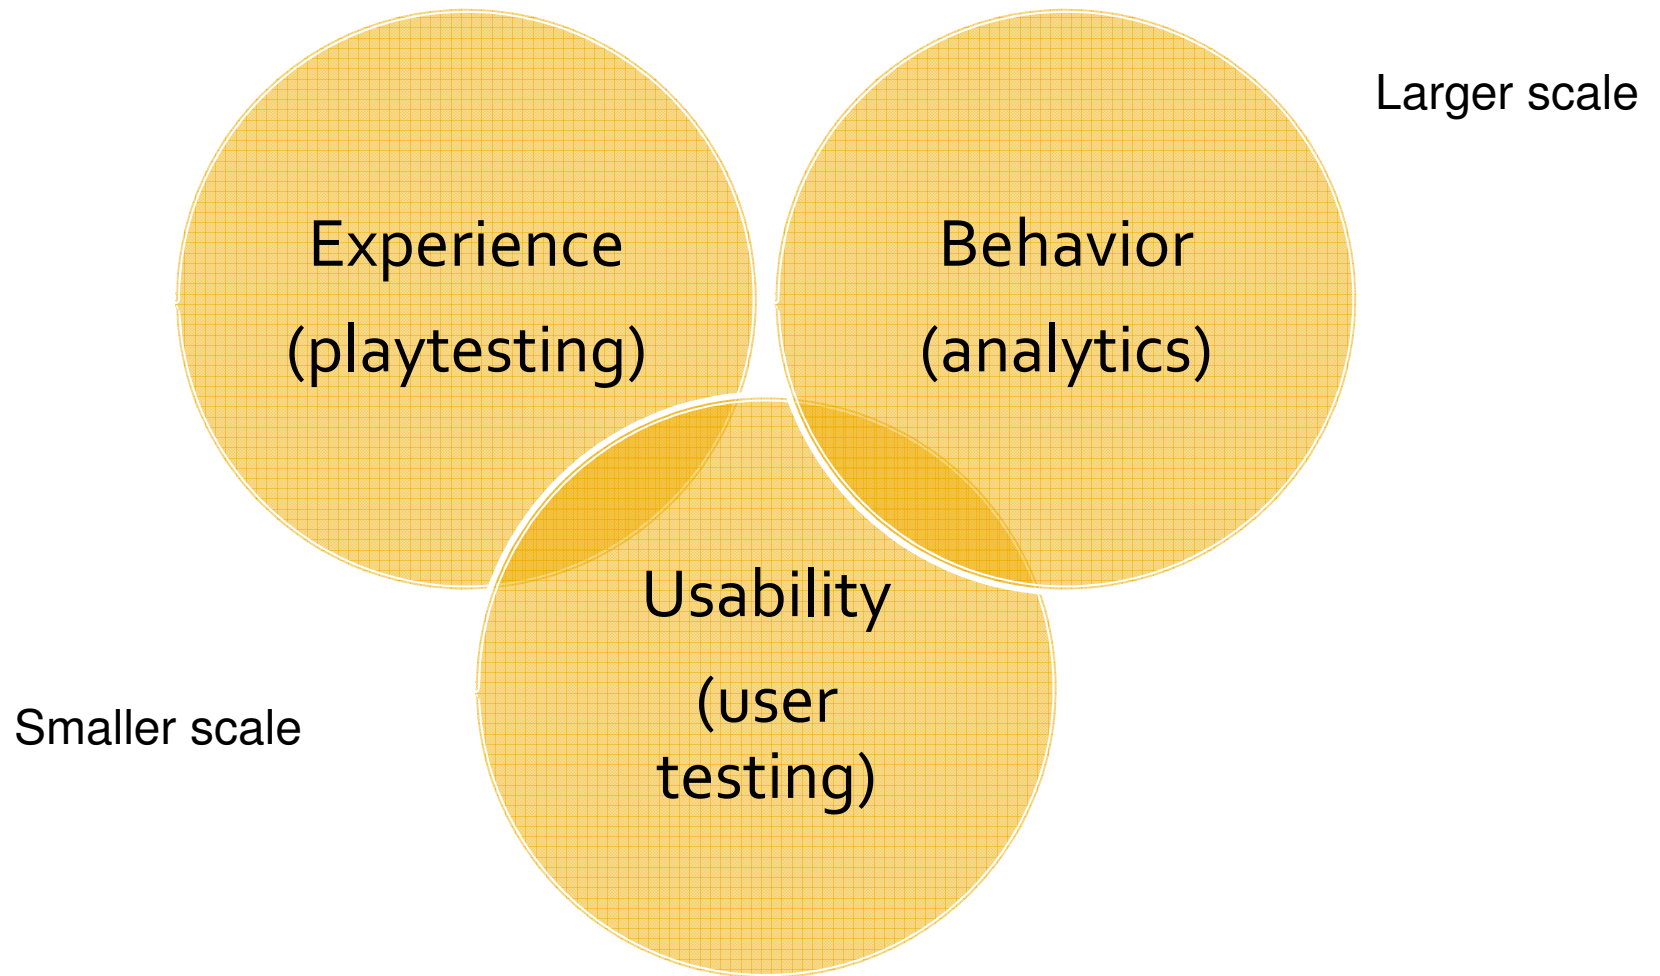 Larger scale
Experience
(playtesting)
Behavior
(analytics)
Usability
(user
testing)
Smaller scale